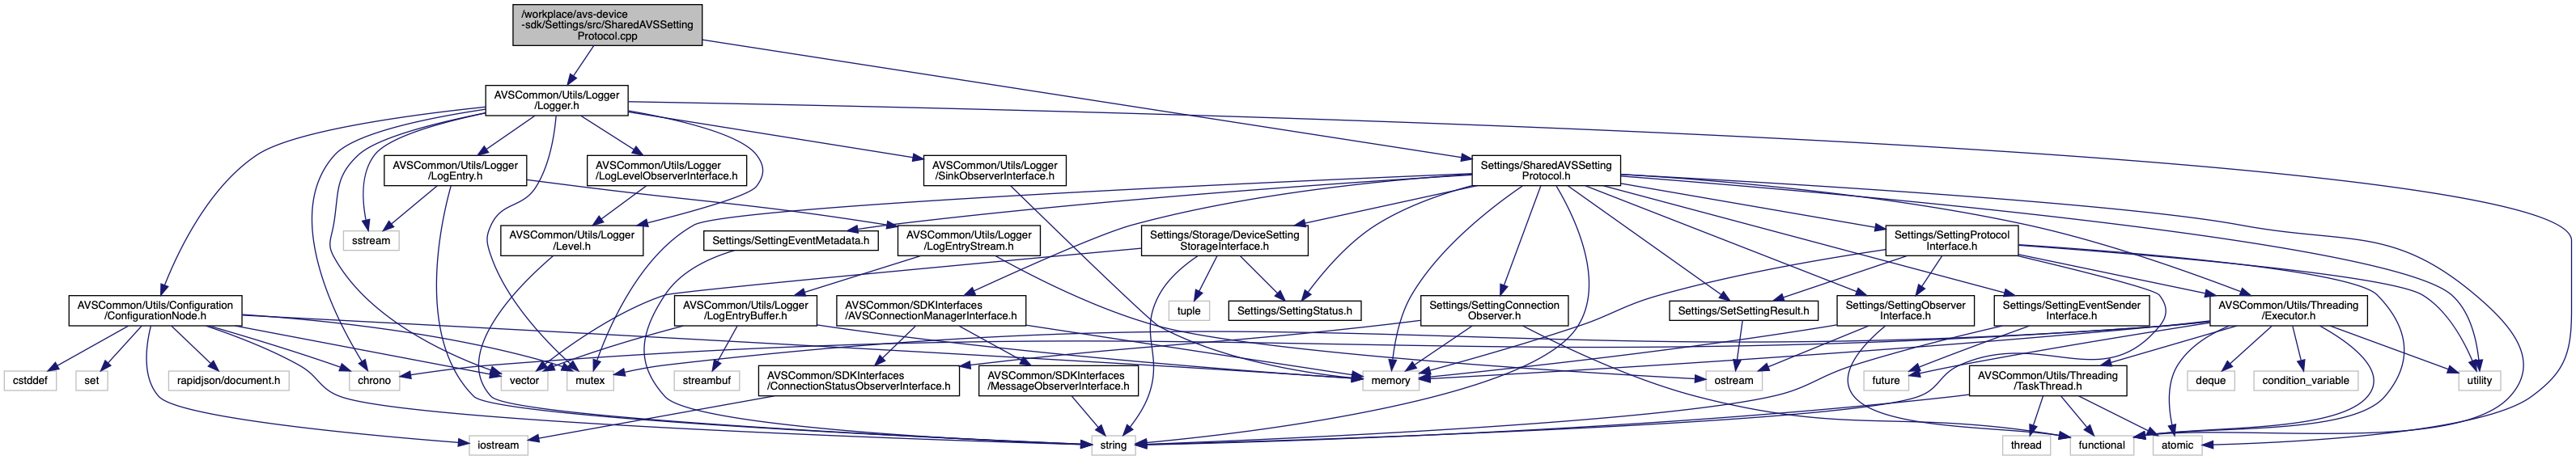 /workplace/avs-device
-sdk/Settings/src/SharedAVSSetting
Protocol.cpp
AVSCommon/Utils/Logger
/Logger.h
AVSCommon/Utils/Logger
/LogEntry.h
AVSCommon/Utils/Logger
/LogLevelObserverInterface.h
AVSCommon/Utils/Logger
/SinkObserverInterface.h
Settings/SharedAVSSetting
Protocol.h
sstream
AVSCommon/Utils/Logger
/Level.h
Settings/SettingEventMetadata.h
AVSCommon/Utils/Logger
/LogEntryStream.h
Settings/Storage/DeviceSetting
StorageInterface.h
Settings/SettingProtocol
Interface.h
AVSCommon/Utils/Configuration
/ConfigurationNode.h
AVSCommon/Utils/Logger
/LogEntryBuffer.h
AVSCommon/SDKInterfaces
/AVSConnectionManagerInterface.h
tuple
Settings/SettingStatus.h
Settings/SettingConnection
Observer.h
Settings/SetSettingResult.h
Settings/SettingObserver
Interface.h
Settings/SettingEventSender
Interface.h
AVSCommon/Utils/Threading
/Executor.h
cstddef
set
rapidjson/document.h
chrono
vector
mutex
streambuf
AVSCommon/SDKInterfaces
/ConnectionStatusObserverInterface.h
AVSCommon/SDKInterfaces
/MessageObserverInterface.h
memory
ostream
future
AVSCommon/Utils/Threading
/TaskThread.h
deque
condition_variable
utility
iostream
string
thread
functional
atomic